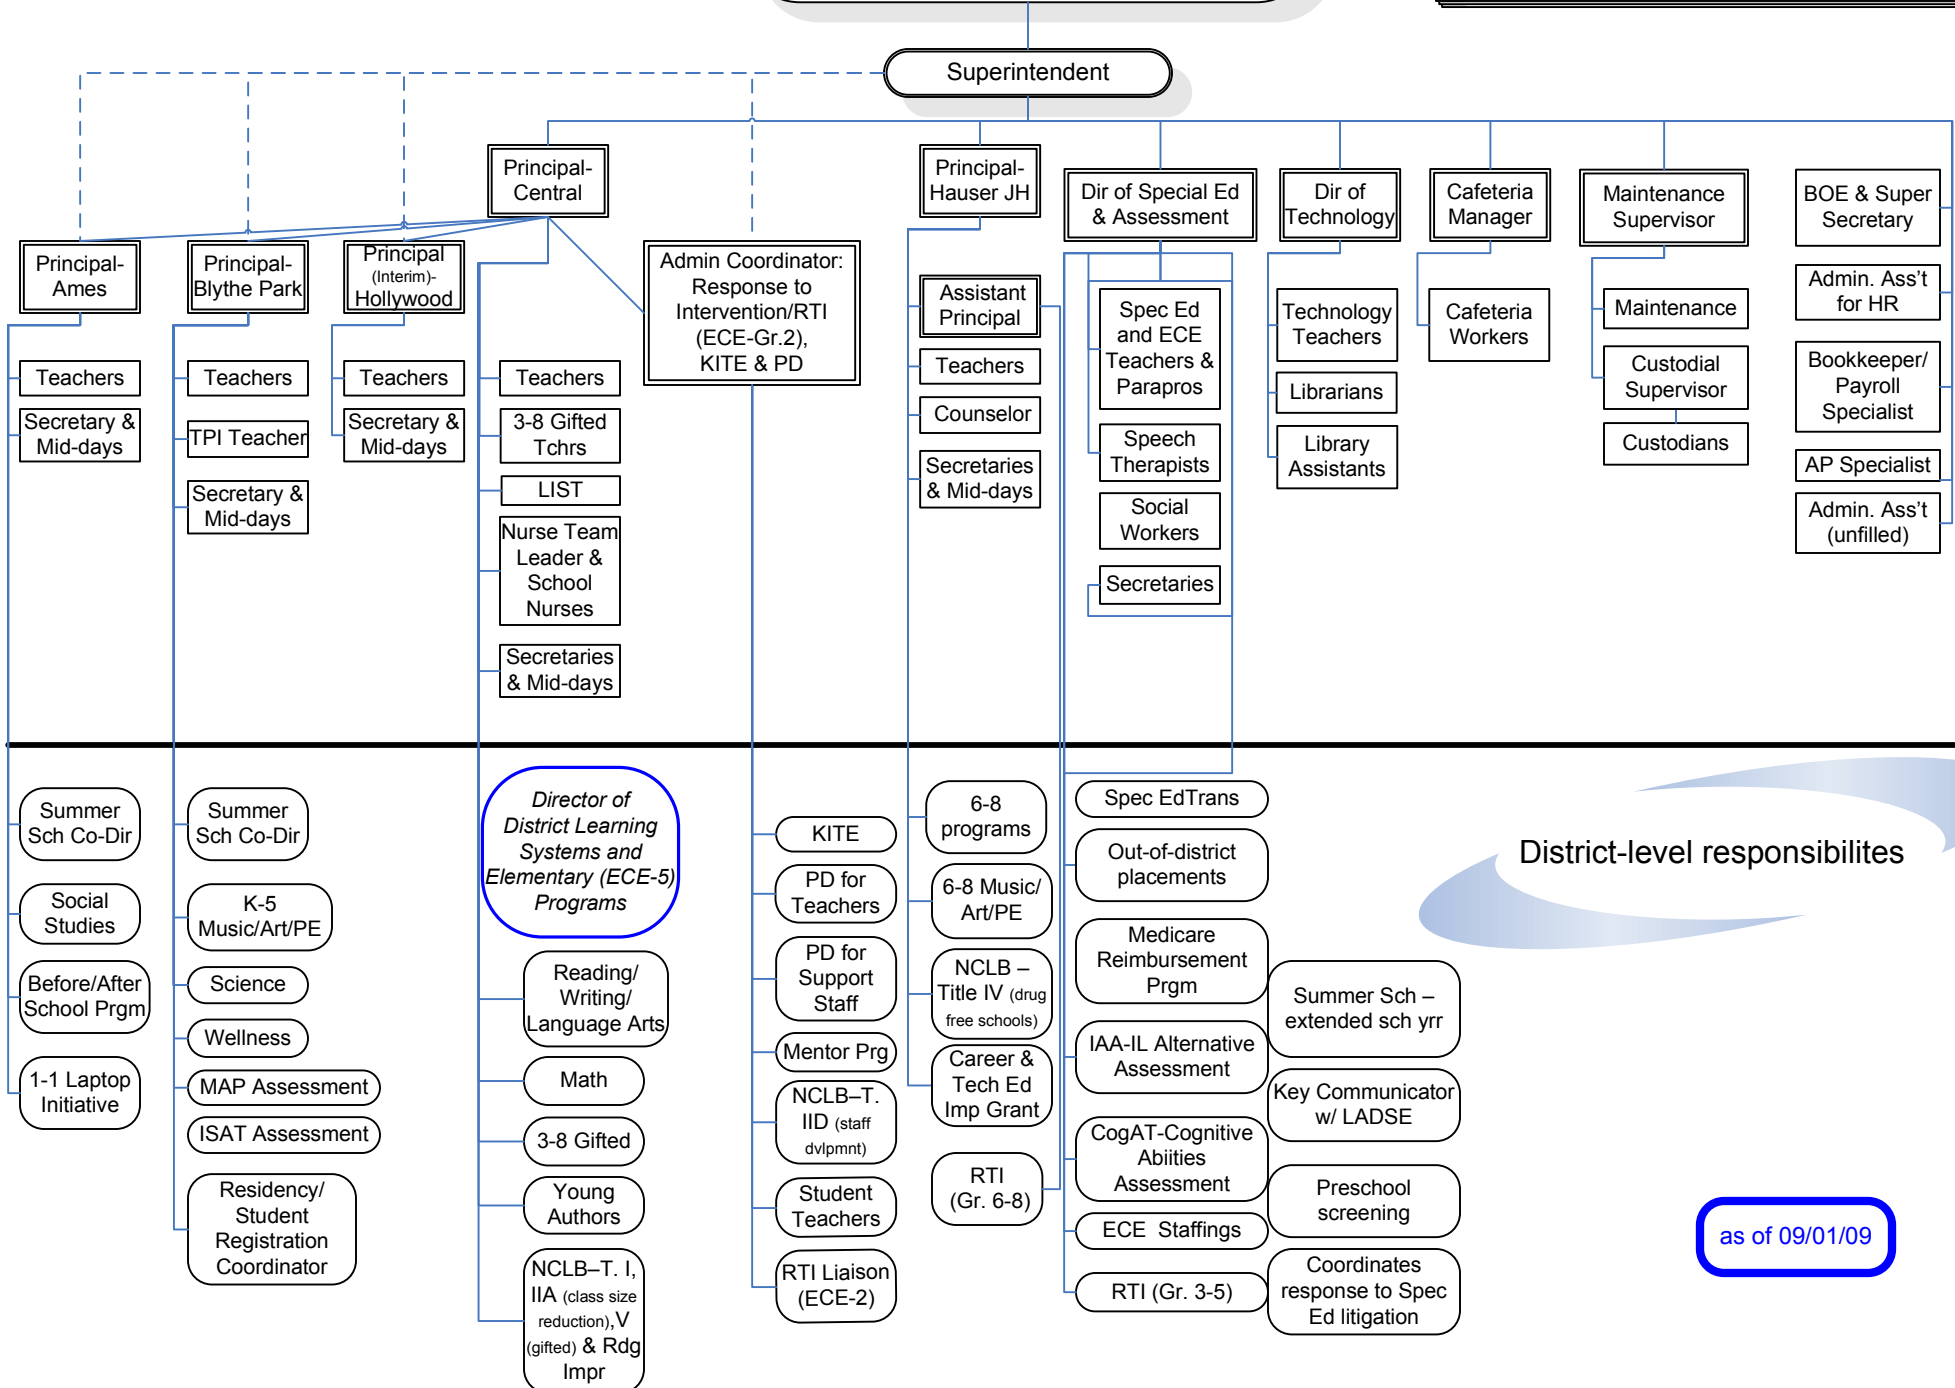 Superintendent
Principal-
Central
Principal-
Hauser JH
Dir of Special Ed
& Assessment
Dir of
Technology
Cafeteria
Manager
Maintenance
Supervisor
BOE & Super
Secretary
Principal-
Ames
Principal-
Blythe Park
Principal
(Interim)-
Hollywood
Admin Coordinator:
Response to
Intervention/RTI
(ECE-Gr.2),
KITE & PD
Assistant
Principal
Spec Ed
and ECE
Teachers &
Parapros
Technology
Teachers
Cafeteria
Workers
Maintenance
Admin. Ass't
for HR
Teachers
Secretary &
Mid-days
Teachers
TPI Teacher
Secretary &
Mid-days
Teachers
Secretary &
Mid-days
Teachers
3-8 Gifted
Tchrs
LIST
Nurse Team
Leader &
School
Nurses
Secretaries
& Mid-days
Teachers
Counselor
Secretaries
& Mid-days
Speech
Therapists
Social
Workers
Secretaries
Librarians
Library
Assistants
Custodial
Supervisor
Custodians
Bookkeeper/
Payroll
Specialist
AP Specialist
Admin. Ass't
(unfilled)
Summer
Sch Co-Dir
Social
Studies
Before/After
School Prgm
1-1 Laptop
Initiative
Summer
Sch Co-Dir
K-5
Music/Art/PE
Science
Wellness
MAP Assessment
ISAT Assessment
Residency/
Student
Registration
Coordinator
Director of
District Learning
Systems and
Elementary (ECE-5)
Programs
Reading/
Writing/
Language Arts
Math
3-8 Gifted
Young
Authors
NCLB–T. I,
IIA (class size
reduction),V
(gifted) & Rdg
Impr
KITE
PD for
Teachers
PD for
Support
Staff
Mentor Prg
NCLB–T.
IID (staff
dvlpmnt)
Student
Teachers
RTI Liaison
(ECE-2)
6-8
programs
6-8 Music/
Art/PE
NCLB –
Title IV (drug
free schools)
Career &
Tech Ed
Imp Grant
RTI
(Gr. 6-8)
Spec EdTrans
Out-of-district
placements
Medicare
Reimbursement
Prgm
IAA-IL Alternative
Assessment
CogAT-Cognitive
Abiities
Assessment
ECE  Staffings
RTI (Gr. 3-5)
Summer Sch –
extended sch yrr
Key Communicator
w/ LADSE
Preschool
screening
Coordinates
response to Spec
Ed litigation
District-level responsibilites
as of 09/01/09